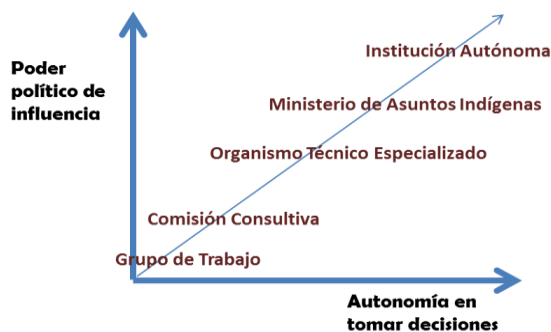 Poder
político de
influencia
Institución Autónoma
Ministerio de Asuntos Indígenas
Organismo Técnico Especializado
Comisión Consultiva
Grupo de Trabajo
Autonomía en
tomar decisiones